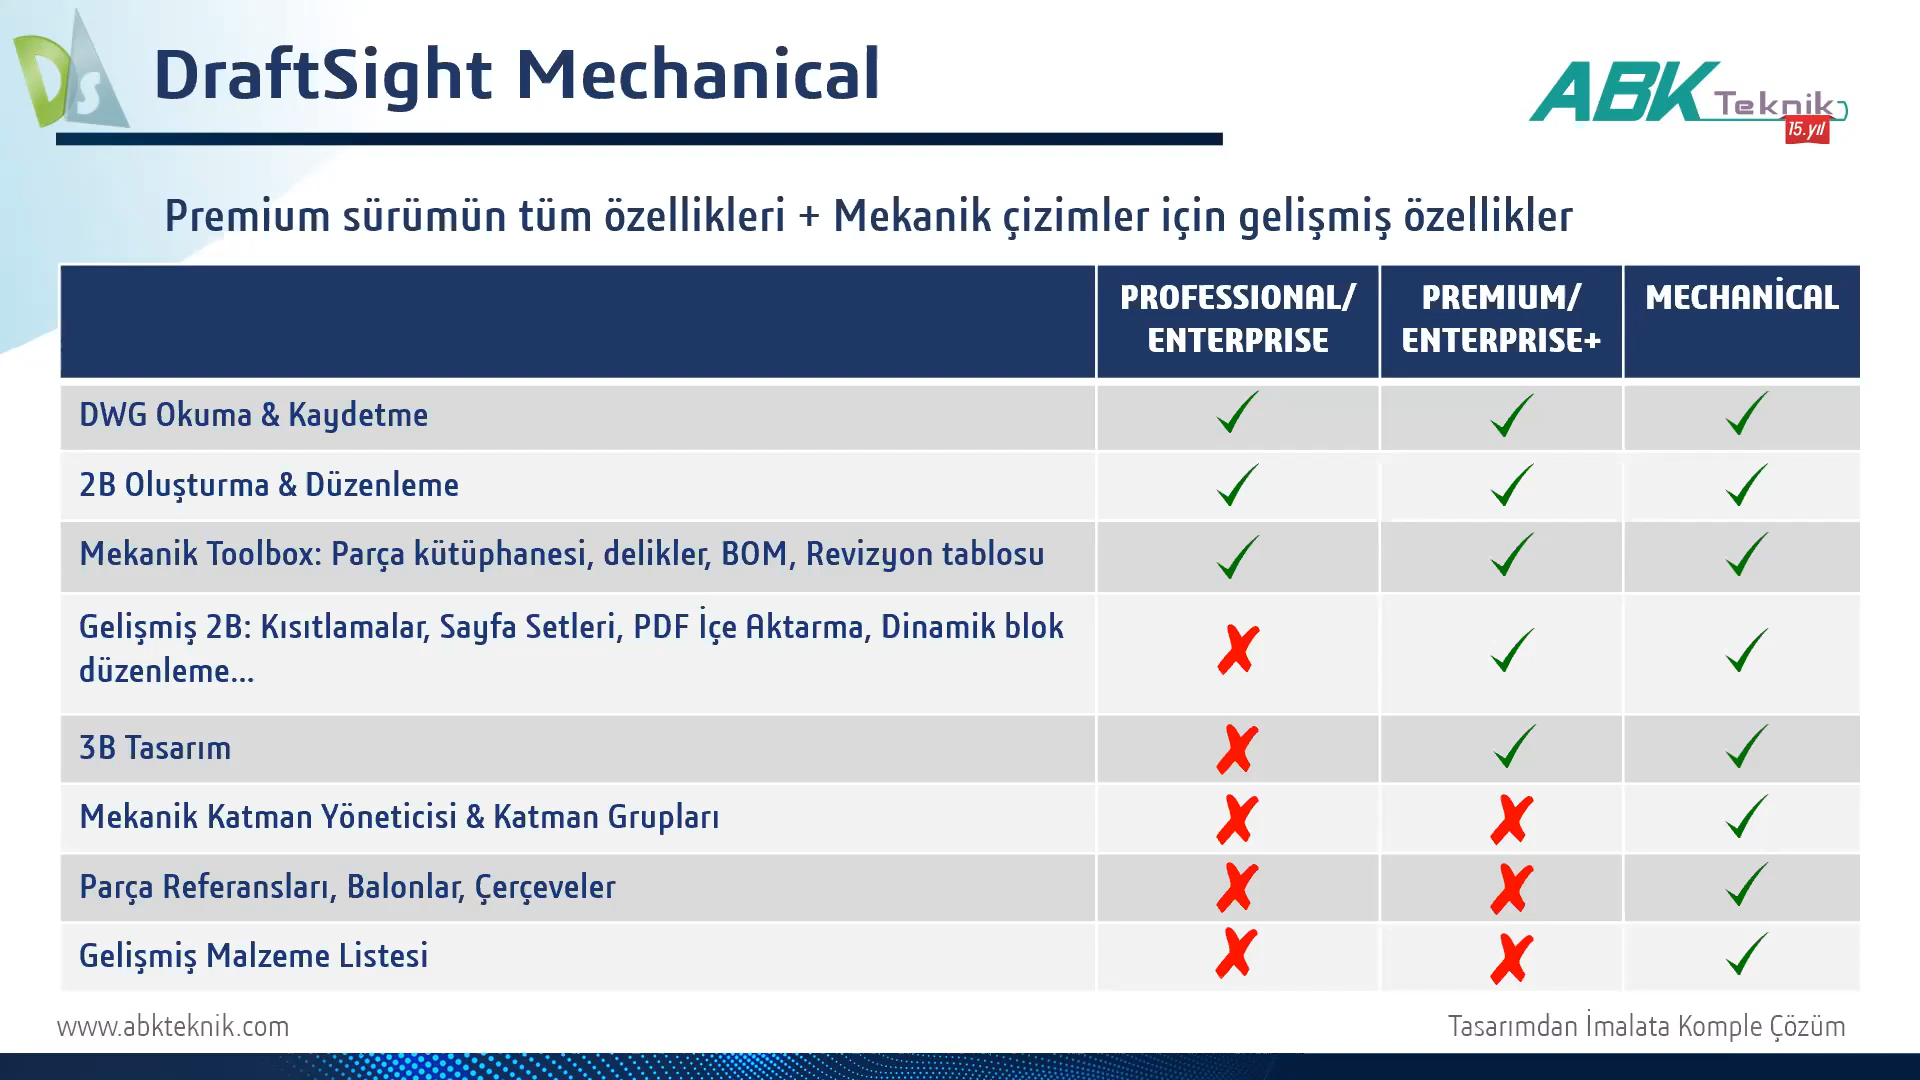 DS
DraftSight Mechanical
ABK Teknik
15.yıl
Premium sürümün tüm özellikleri + Mekanik çizimler için gelişmiş özellikler
PROFESSIONAL/
ENTERPRISE
PREMIUM/
ENTERPRISE+
MECHANİCAL
DWG Okuma & Kaydetme
2B Oluşturma & Düzenleme
Mekanik Toolbox: Parça kütüphanesi, delikler, BOM, Revizyon tablosu
Gelişmiş 2B: Kısıtlamalar, Sayfa Setleri, PDF İçe Aktarma, Dinamik blok
düzenleme...
3B Tasarım
Mekanik Katman Yöneticisi & Katman Grupları
Parça Referansları, Balonlar, Çerçeveler
Gelişmiş Malzeme Listesi
www.abkteknik.com
Tasarımdan İmalata Komple Çözüm